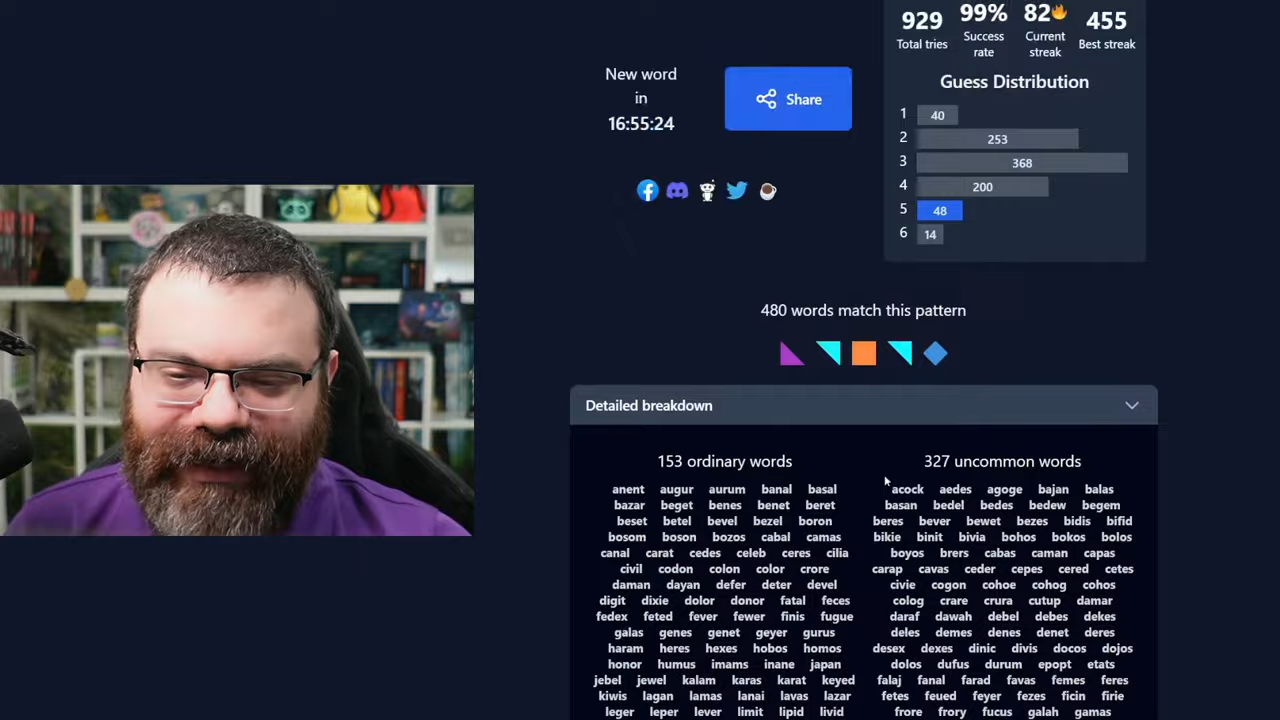 929 99% 82 455
Total tries Success rate Current streak Best streak
Guess Distribution
1 40
2 253
3 368
4 200
5 48
6 14
New word
in
16:55:24
Share
480 words match this pattern
Detailed breakdown
153 ordinary words
anent augur aurum banal basal
bazar beget benes benet beret
beset betel bevel bezel boron
bosom boson bozos cabal camas
canal carat cedes celeb ceres cilia
civil codon colon color crore
daman dayan defer deter devel
digit dixie dolor donor fatal feces
fedex feted fever fewer finis fugue
galas genes genet geyer gurus
haram heres hexes hobos homos
honor humus imams inane japan
jebel jewel kalam karas karat keyed
kiwis lagan lamas lanai lavas lazar
leger leper lever limit lipid livid
327 uncommon words
acock aedes agoge bajan balas
basan bedel bedes bedew begem
beres bever bewet bezes bidis bifid
bikie binit bivia bohos bokos bolos
boyos brers cabas caman capas
carap cavas ceder cepes cered cetes
civie cogon cohoe cohog cohos
colog crare crura cutup damar
daraf dawah debel debes dekes
deles demes denes denet deres
desex dexes dinic divis docos dojos
dolos dufus durum epopt etats
falaj fanal farad favas femes feres
fetes feued feyer fezes ficin firie
frore frory fucus galah gamas